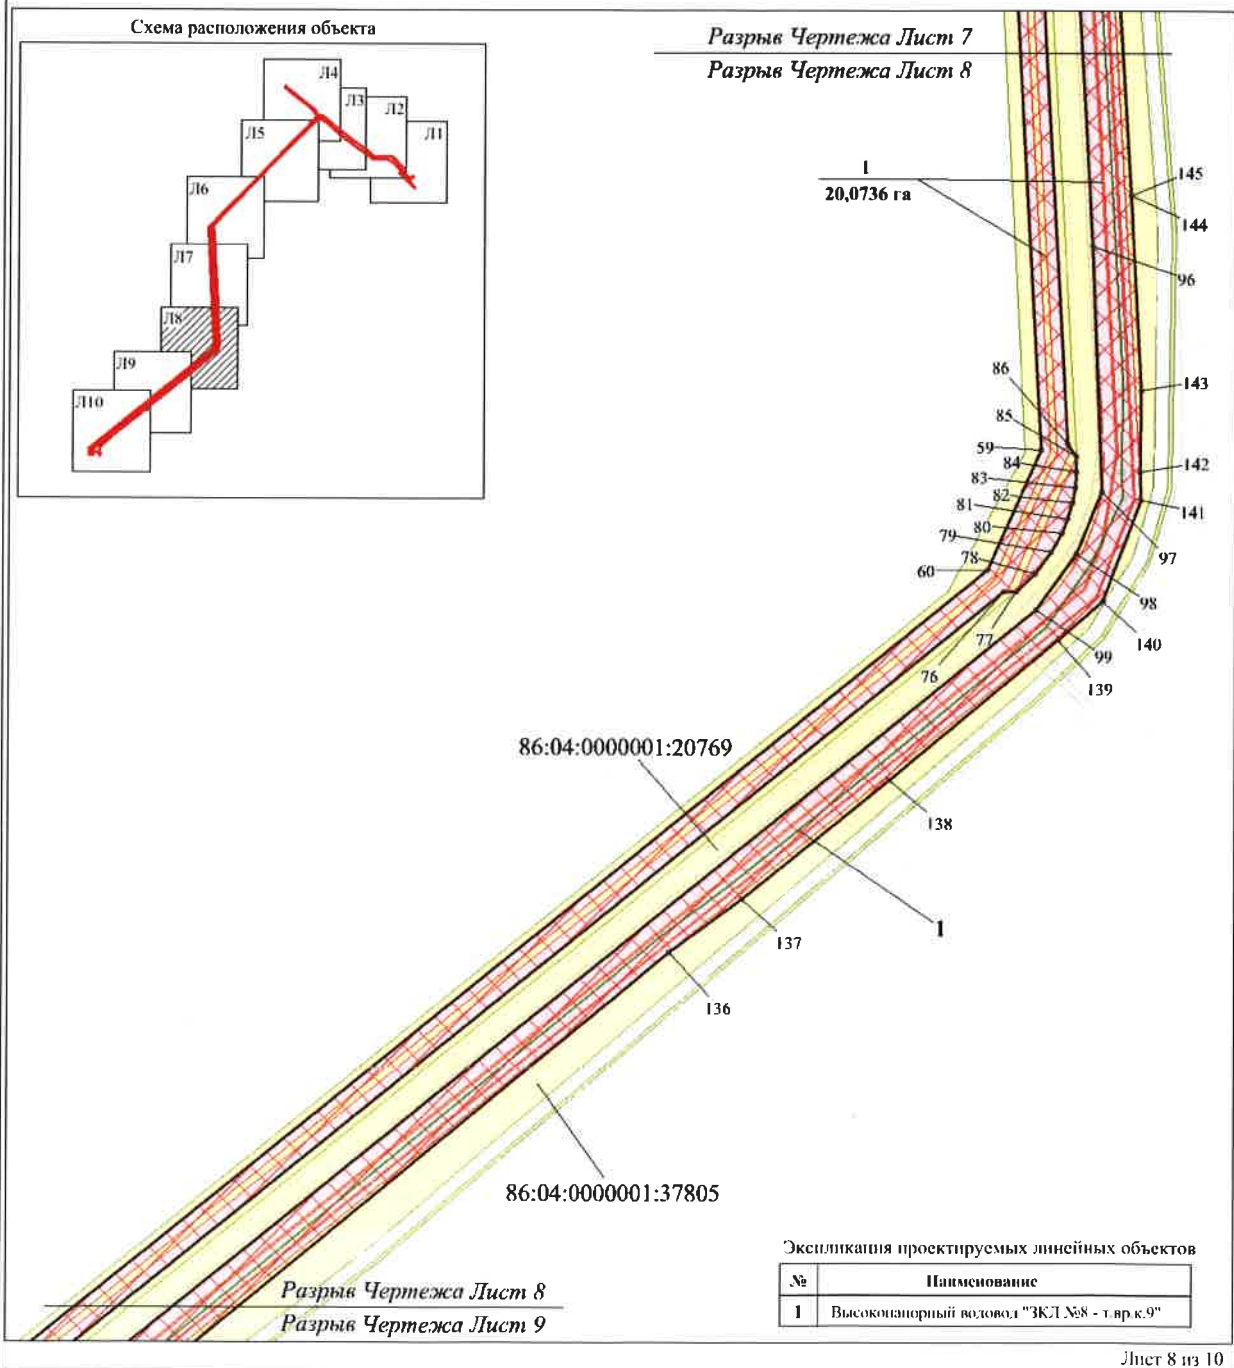 Схема расположения объекта
Л4
Л3
Л2
Л1
Л5
Л6
Л7
Л8
Л9
Л10
Разрыв Чертежа Лист 7
Разрыв Чертежа Лист 8
1
20,0736 га
145
144
96
143
86
85
59
84
83
82
81
80
79
78
60
142
141
97
98
140
77
99
76
139
86:04:0000001:20769
138
1
137
136
86:04:0000001:37805
Разрыв Чертежа Лист 8
Разрыв Чертежа Лист 9
Экспликация проектируемых линейных объектов
№ Наименование
1 Высоконапорный водовод "ЗКЛ №8 - т.вр.к.9"
Лист 8 из 10